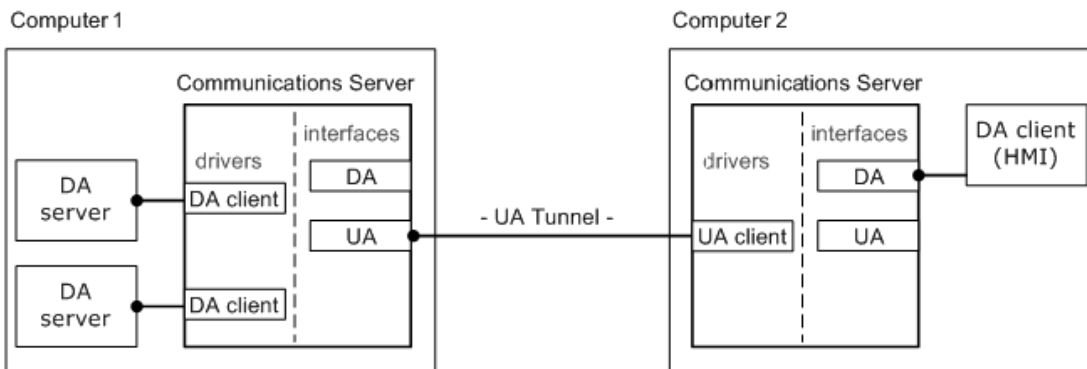 Computer 1
Computer 2
Communications Server
Communications Server
interfaces
interfaces
drivers
drivers
DA client
(HMI)
DA
server
DA client
DA
DA
UA
- UA Tunnel -
UA client
UA
DA
server
DA client